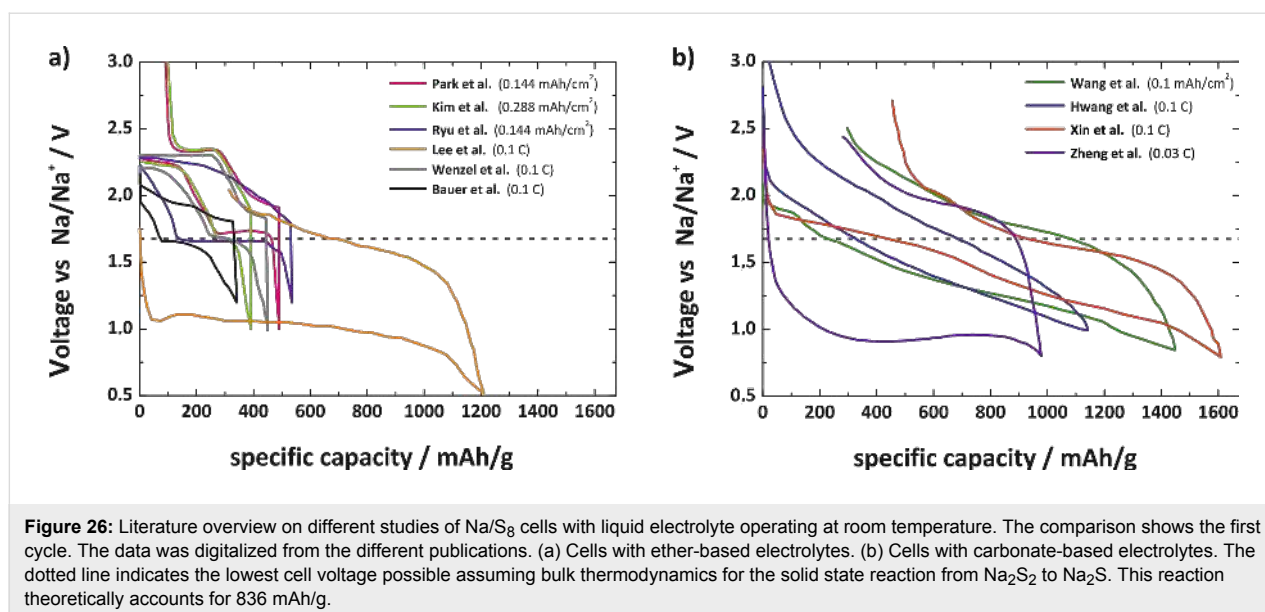 a)
Voltage vs Na/Na⁺ / V
3.0
2.5
2.0
1.5
1.0
0.5
Park et al. (0.144 mAh/cm²)
Kim et al. (0.288 mAh/cm²)
Ryu et al. (0.144 mAh/cm²)
Lee et al. (0.1 C)
Wenzel et al. (0.1 C)
Bauer et al. (0.1 C)
0 200 400 600 800 1000 1200 1400 1600
specific capacity / mAh/g
b)
Voltage vs Na/Na⁺ / V
3.0
2.5
2.0
1.5
1.0
0.5
Wang et al. (0.1 mAh/cm²)
Hwang et al. (0.1 C)
Xin et al. (0.1 C)
Zheng et al. (0.03 C)
0 200 400 600 800 1000 1200 1400 1600
specific capacity / mAh/g
Figure 26: Literature overview on different studies of Na/S₈ cells with liquid electrolyte operating at room temperature. The comparison shows the first
cycle. The data was digitalized from the different publications. (a) Cells with ether-based electrolytes. (b) Cells with carbonate-based electrolytes. The
dotted line indicates the lowest cell voltage possible assuming bulk thermodynamics for the solid state reaction from Na₂S₂ to Na₂S. This reaction
theoretically accounts for 836 mAh/g.